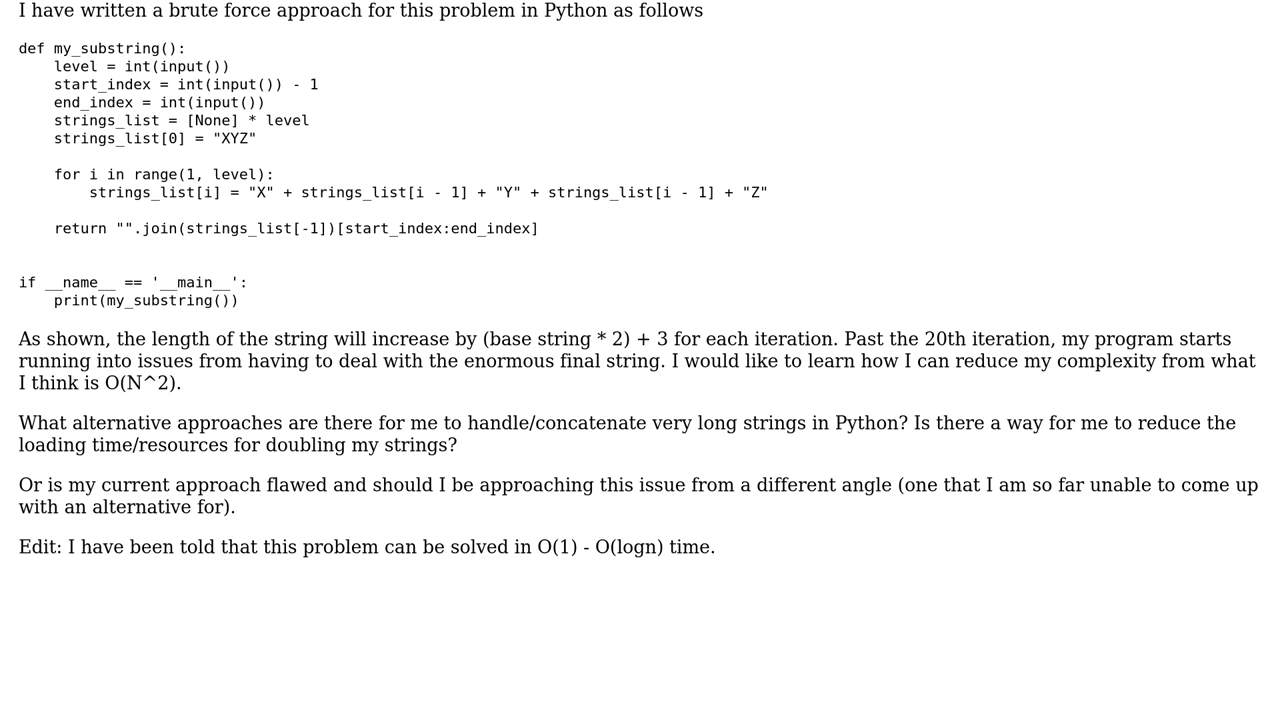 I have written a brute force approach for this problem in Python as follows
def my_substring():
    level = int(input())
    start_index = int(input()) - 1
    end_index = int(input())
    strings_list = [None] * level
    strings_list[0] = "XYZ"
    for i in range(1, level):
        strings_list[i] = "X" + strings_list[i - 1] + "Y" + strings_list[i - 1] + "Z"
    return "".join(strings_list[-1])[start_index:end_index]
if __name__ == '__main__':
    print(my_substring())
As shown, the length of the string will increase by (base string * 2) + 3 for each iteration. Past the 20th iteration, my program starts
running into issues from having to deal with the enormous final string. I would like to learn how I can reduce my complexity from what
I think is O(N^2).
What alternative approaches are there for me to handle/concatenate very long strings in Python? Is there a way for me to reduce the
loading time/resources for doubling my strings?
Or is my current approach flawed and should I be approaching this issue from a different angle (one that I am so far unable to come up
with an alternative for).
Edit: I have been told that this problem can be solved in O(1) - O(logn) time.